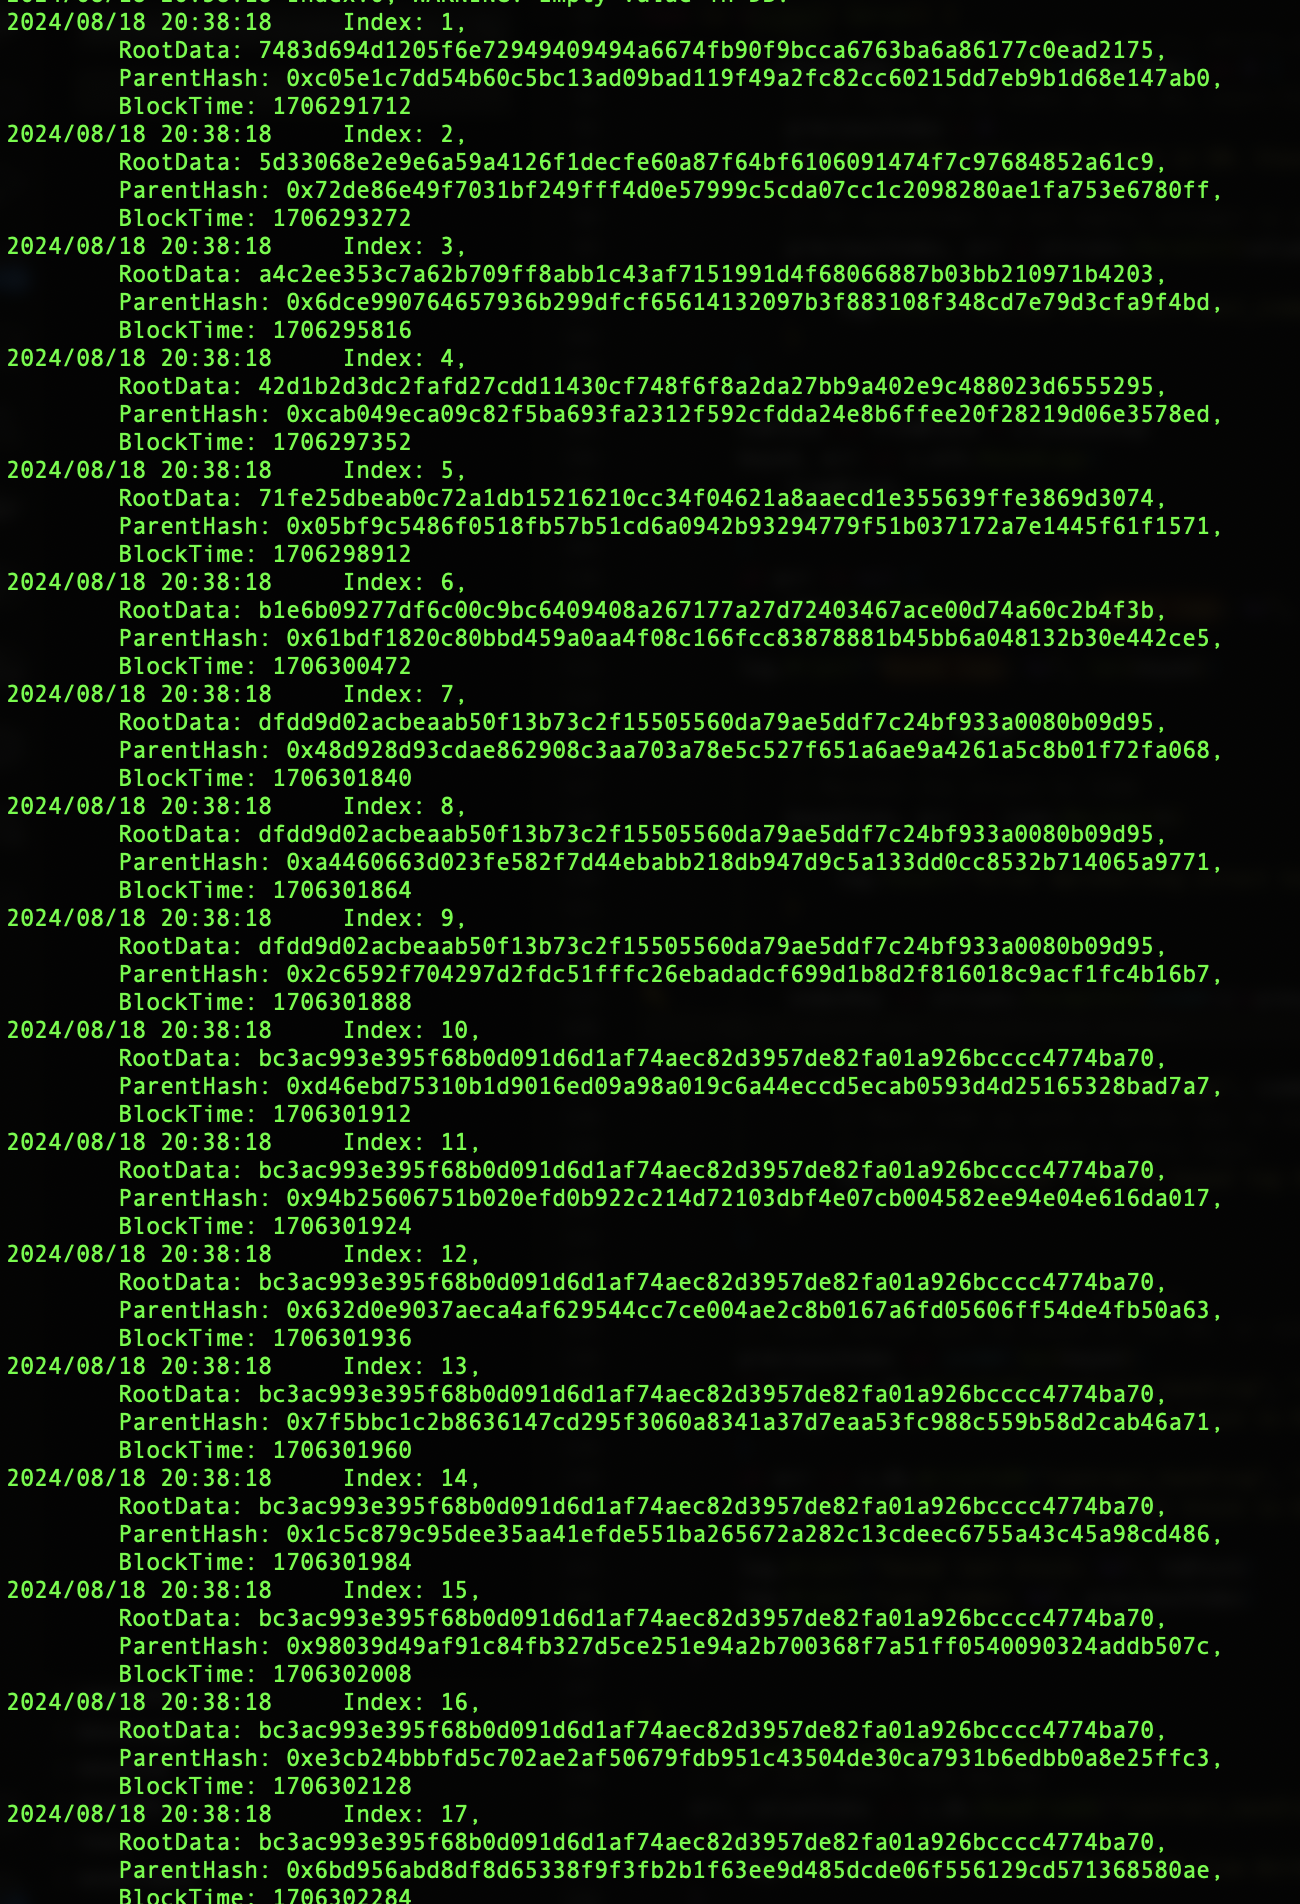 2024/08/18 20:38:18     Index: 1,
        RootData: 7483d694d1205f6e72949409494a6674fb90f9bcca6763ba6a86177c0ead2175,
        ParentHash: 0xc05e1c7dd54b60c5bc13ad09bad119f49a2fc82cc60215dd7eb9b1d68e147ab0,
        BlockTime: 1706291712
2024/08/18 20:38:18     Index: 2,
        RootData: 5d33068e2e9e6a59a4126f1decfe60a87f64bf6106091474f7c97684852a61c9,
        ParentHash: 0x72de86e49f7031bf249fff4d0e57999c5cda07cc1c2098280ae1fa753e6780ff,
        BlockTime: 1706293272
2024/08/18 20:38:18     Index: 3,
        RootData: a4c2ee353c7a62b709ff8abb1c43af7151991d4f68066887b03bb210971b4203,
        ParentHash: 0x6dce990764657936b299dfcf65614132097b3f883108f348cd7e79d3cfa9f4bd,
        BlockTime: 1706295816
2024/08/18 20:38:18     Index: 4,
        RootData: 42d1b2d3dc2fafd27cdd11430cf748f6f8a2da27bb9a402e9c488023d6555295,
        ParentHash: 0xcab049eca09c82f5ba693fa2312f592cfdda24e8b6ffee20f28219d06e3578ed,
        BlockTime: 1706297352
2024/08/18 20:38:18     Index: 5,
        RootData: 71fe25dbeab0c72a1db15216210cc34f04621a8aaecd1e355639ffe3869d3074,
        ParentHash: 0x05bf9c5486f0518fb57b51cd6a0942b93294779f51b037172a7e1445f61f1571,
        BlockTime: 1706298912
2024/08/18 20:38:18     Index: 6,
        RootData: b1e6b09277df6c00c9bc6409408a267177a27d72403467ace00d74a60c2b4f3b,
        ParentHash: 0x61bdf1820c80bbd459a0aa4f08c166fcc83878881b45bb6a048132b30e442ce5,
        BlockTime: 1706300472
2024/08/18 20:38:18     Index: 7,
        RootData: dfdd9d02acbeaab50f13b73c2f15505560da79ae5ddf7c24bf933a0080b09d95,
        ParentHash: 0x48d928d93cdae862908c3aa703a78e5c527f651a6ae9a4261a5c8b01f72fa068,
        BlockTime: 1706301840
2024/08/18 20:38:18     Index: 8,
        RootData: dfdd9d02acbeaab50f13b73c2f15505560da79ae5ddf7c24bf933a0080b09d95,
        ParentHash: 0xa4460663d023fe582f7d44ebabb218db947d9c5a133dd0cc8532b714065a9771,
        BlockTime: 1706301864
2024/08/18 20:38:18     Index: 9,
        RootData: dfdd9d02acbeaab50f13b73c2f15505560da79ae5ddf7c24bf933a0080b09d95,
        ParentHash: 0x2c6592f704297d2fdc51fffc26ebadadcf699d1b8d2f816018c9acf1fc4b16b7,
        BlockTime: 1706301888
2024/08/18 20:38:18     Index: 10,
        RootData: bc3ac993e395f68b0d091d6d1af74aec82d3957de82fa01a926bcccc4774ba70,
        ParentHash: 0xd46ebd75310b1d9016ed09a98a019c6a44eccd5ecab0593d4d25165328bad7a7,
        BlockTime: 1706301912
2024/08/18 20:38:18     Index: 11,
        RootData: bc3ac993e395f68b0d091d6d1af74aec82d3957de82fa01a926bcccc4774ba70,
        ParentHash: 0x94b25606751b020efd0b922c214d72103dbf4e07cb004582ee94e04e616da017,
        BlockTime: 1706301924
2024/08/18 20:38:18     Index: 12,
        RootData: bc3ac993e395f68b0d091d6d1af74aec82d3957de82fa01a926bcccc4774ba70,
        ParentHash: 0x632d0e9037aeca4af629544cc7ce004ae2c8b0167a6fd05606ff54de4fb50a63,
        BlockTime: 1706301936
2024/08/18 20:38:18     Index: 13,
        RootData: bc3ac993e395f68b0d091d6d1af74aec82d3957de82fa01a926bcccc4774ba70,
        ParentHash: 0x7f5bbc1c2b8636147cd295f3060a8341a37d7eaa53fc988c559b58d2cab46a71,
        BlockTime: 1706301960
2024/08/18 20:38:18     Index: 14,
        RootData: bc3ac993e395f68b0d091d6d1af74aec82d3957de82fa01a926bcccc4774ba70,
        ParentHash: 0x1c5c879c95dee35aa41efde551ba265672a282c13cdeec6755a43c45a98cd486,
        BlockTime: 1706301984
2024/08/18 20:38:18     Index: 15,
        RootData: bc3ac993e395f68b0d091d6d1af74aec82d3957de82fa01a926bcccc4774ba70,
        ParentHash: 0x98039d49af91c84fb327d5ce251e94a2b700368f7a51ff0540090324addb507c,
        BlockTime: 1706302008
2024/08/18 20:38:18     Index: 16,
        RootData: bc3ac993e395f68b0d091d6d1af74aec82d3957de82fa01a926bcccc4774ba70,
        ParentHash: 0xe3cb24bbbfd5c702ae2af50679fdb951c43504de30ca7931b6edbb0a8e25ffc3,
        BlockTime: 1706302128
2024/08/18 20:38:18     Index: 17,
        RootData: bc3ac993e395f68b0d091d6d1af74aec82d3957de82fa01a926bcccc4774ba70,
        ParentHash: 0x6bd956abd8df8d65338f9f3fb2b1f63ee9d485dcde06f556129cd571368580ae,
        BlockTime: 1706302284